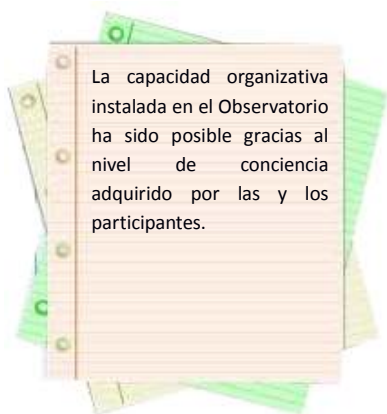 La capacidad organizativa
instalada en el Observatorio
ha sido posible gracias al
nivel de conciencia
adquirido por las y los
participantes.